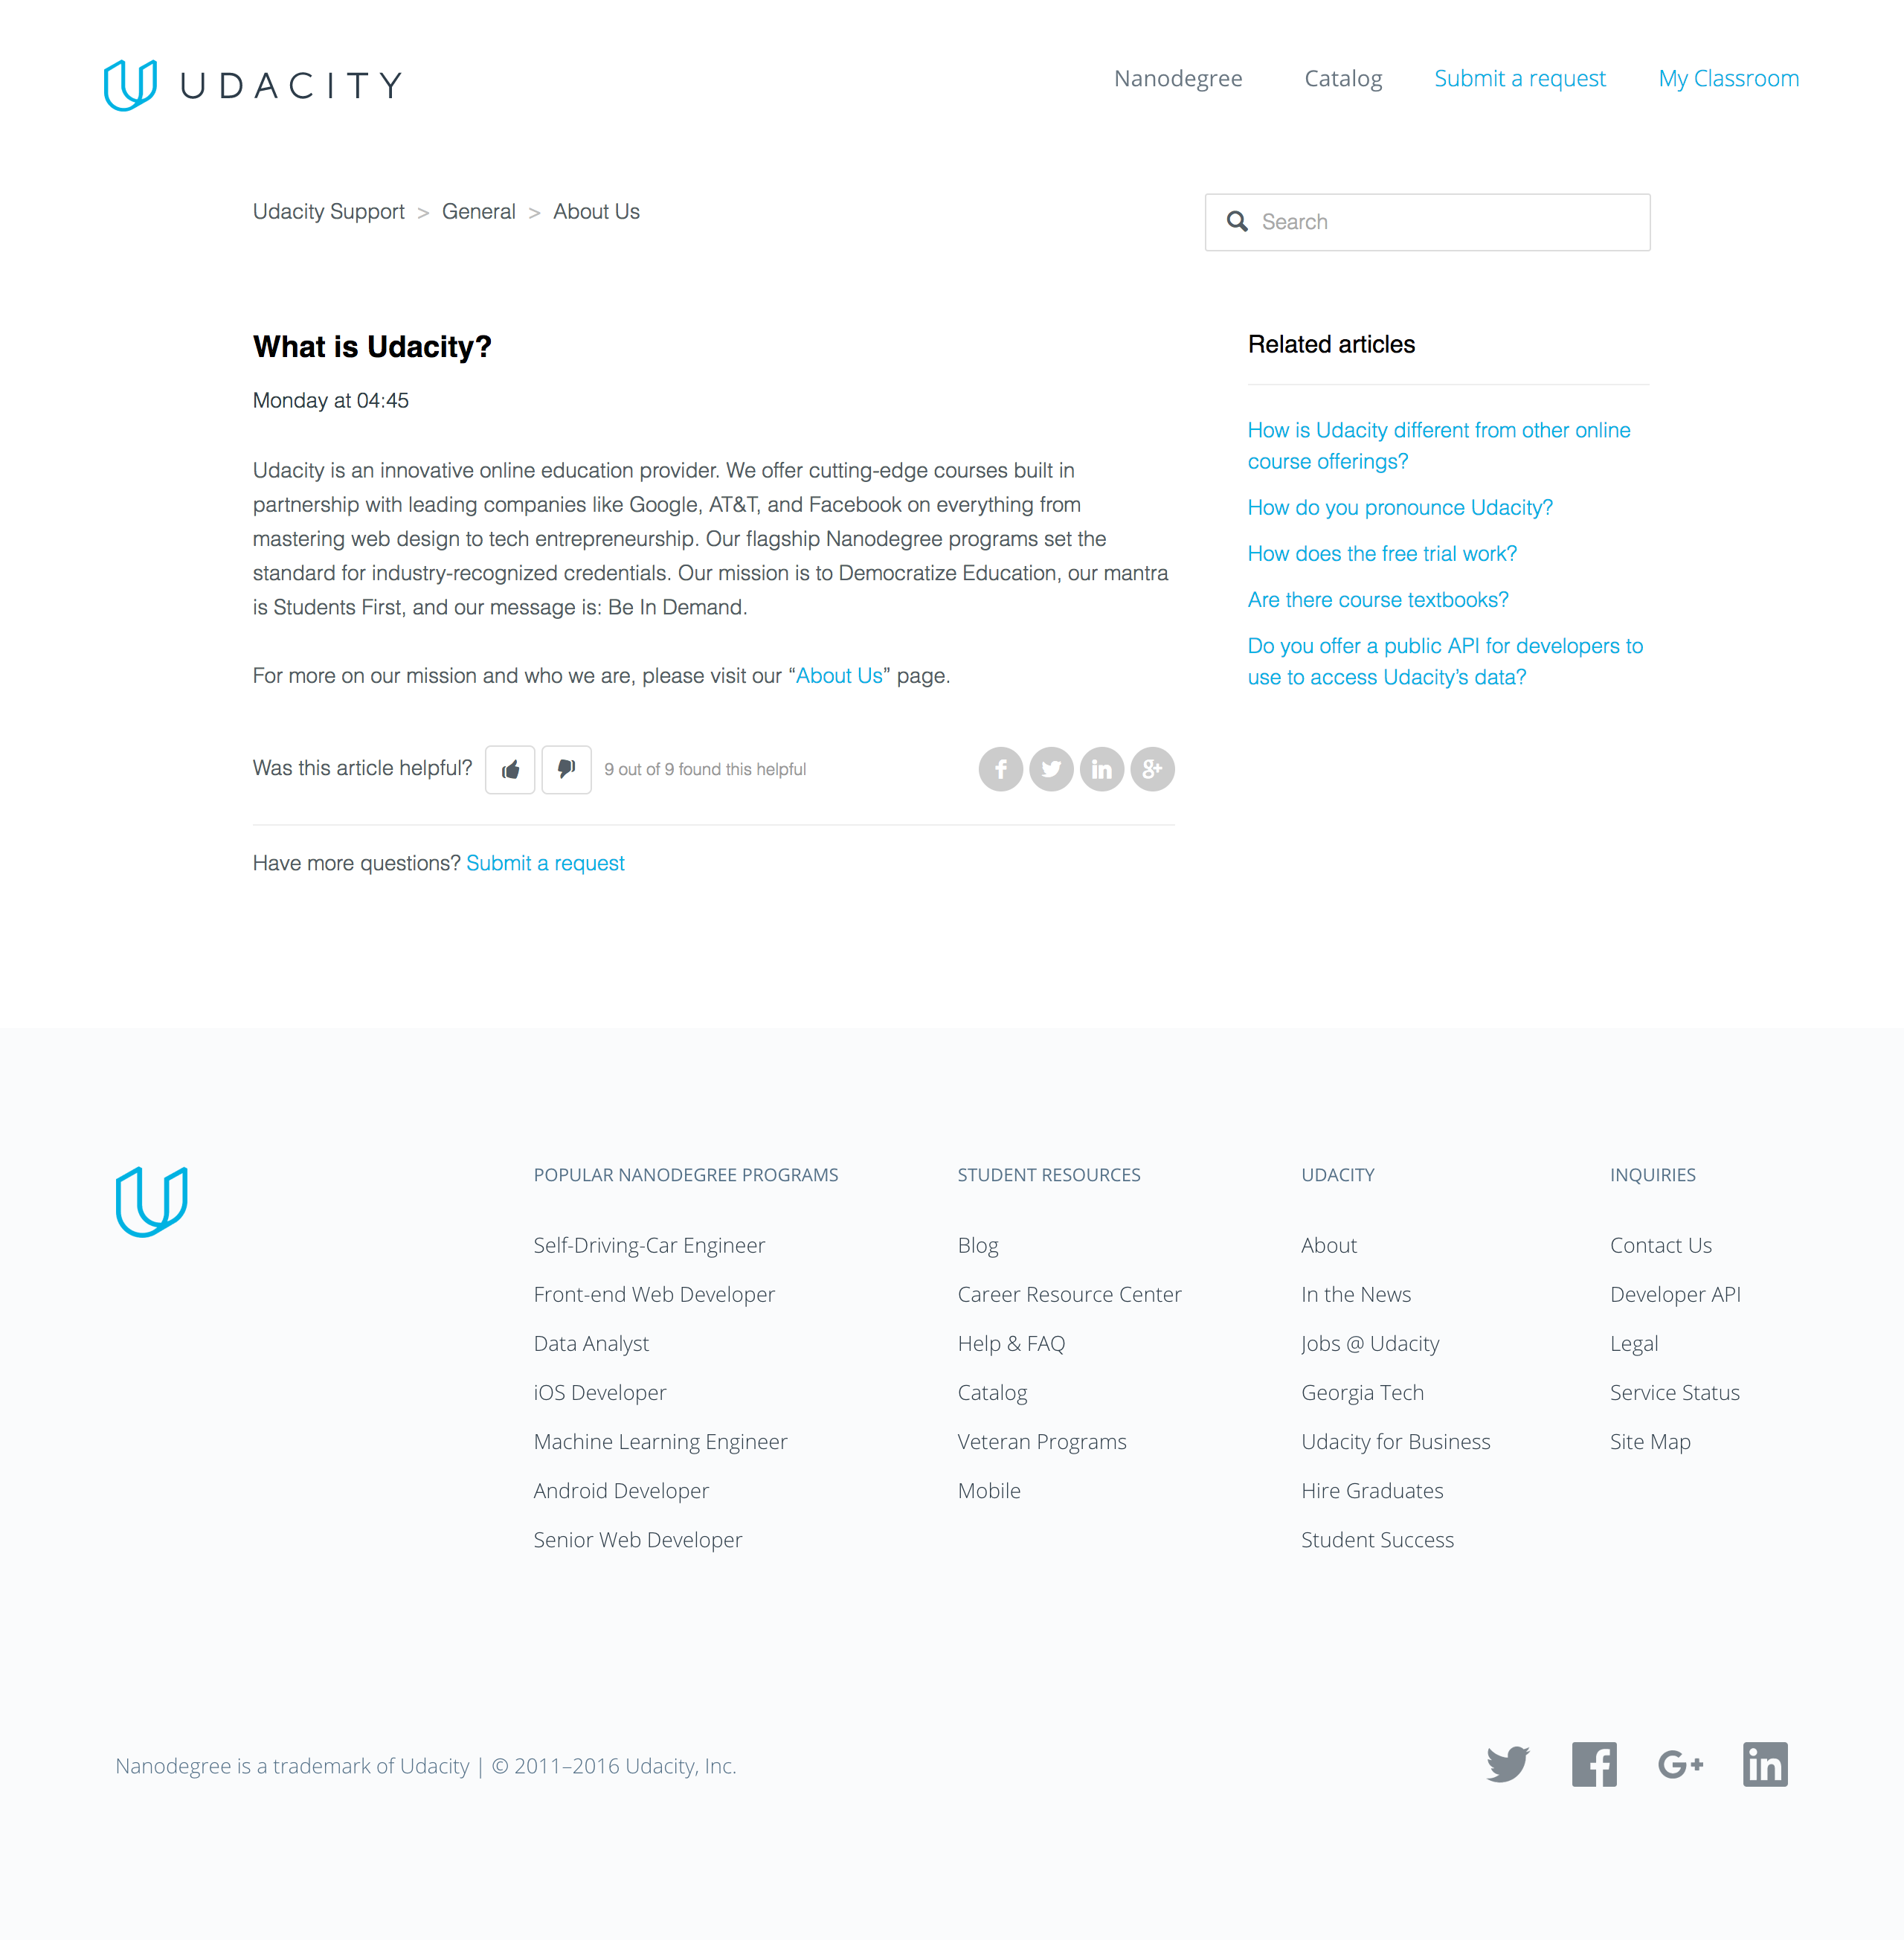 UDACITY
Nanodegree
Catalog
Submit a request
My Classroom
Udacity Support > General > About Us
Search
What is Udacity?
Monday at 04:45
Udacity is an innovative online education provider. We offer cutting-edge courses built in
partnership with leading companies like Google, AT&T, and Facebook on everything from
mastering web design to tech entrepreneurship. Our flagship Nanodegree programs set the
standard for industry-recognized credentials. Our mission is to Democratize Education, our mantra
is Students First, and our message is: Be In Demand.
For more on our mission and who we are, please visit our “About Us” page.
Was this article helpful?
9 out of 9 found this helpful
Have more questions? Submit a request
Related articles
How is Udacity different from other online
course offerings?
How do you pronounce Udacity?
How does the free trial work?
Are there course textbooks?
Do you offer a public API for developers to
use to access Udacity’s data?
POPULAR NANODEGREE PROGRAMS
Self-Driving-Car Engineer
Front-end Web Developer
Data Analyst
iOS Developer
Machine Learning Engineer
Android Developer
Senior Web Developer
STUDENT RESOURCES
Blog
Career Resource Center
Help & FAQ
Catalog
Veteran Programs
Mobile
UDACITY
About
In the News
Jobs @ Udacity
Georgia Tech
Udacity for Business
Hire Graduates
Student Success
INQUIRIES
Contact Us
Developer API
Legal
Service Status
Site Map
Nanodegree is a trademark of Udacity | © 2011–2016 Udacity, Inc.